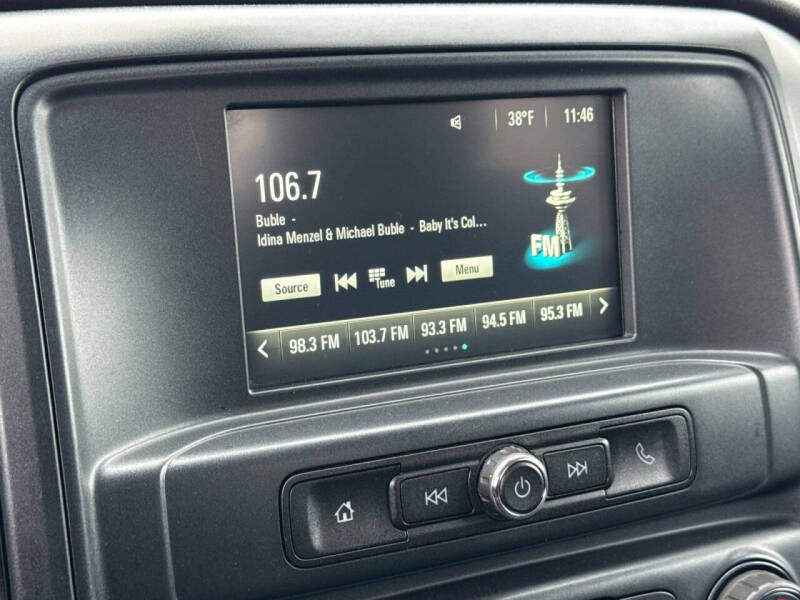 38°F 11:46
106.7
Buble -
Idina Menzel & Michael Buble - Baby It's Col...
FM
Source Tune Menu
98.3 FM 103.7 FM 93.3 FM 94.5 FM 95.3 FM